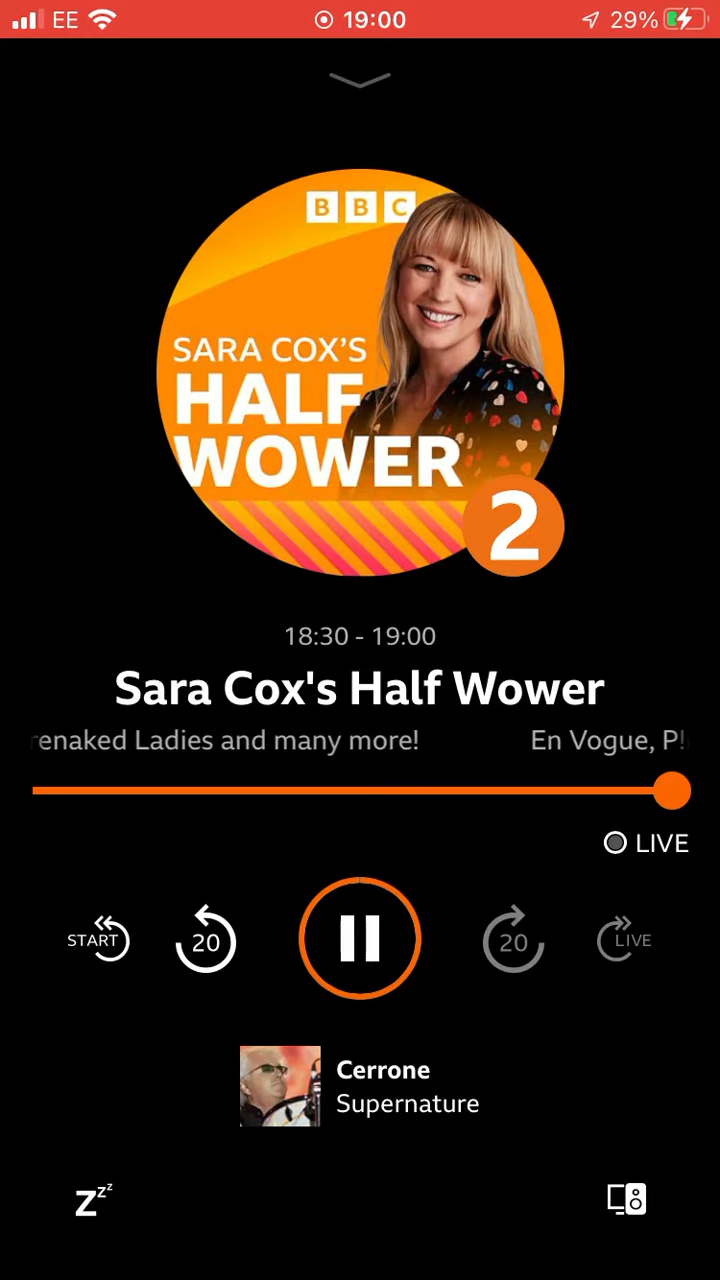 EE 19:00 29%
BBC
SARA COX'S
HALF
WOWER
2
18:30 - 19:00
Sara Cox's Half Wower
renaked Ladies and many more! En Vogue, P!
LIVE
START 20 20 LIVE
Cerrone
Supernature
Zzz